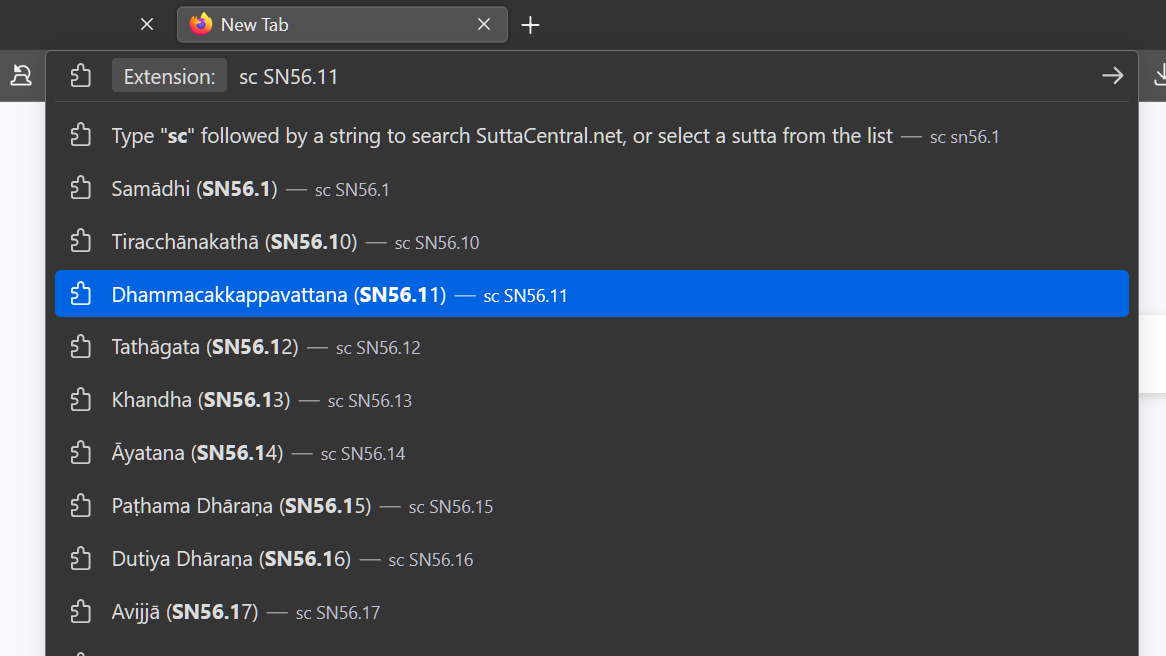 New Tab
Extension: sc SN56.11
Type "sc" followed by a string to search SuttaCentral.net, or select a sutta from the list — sc sn56.1
Samādhi (SN56.1) — sc SN56.1
Tiracchānakathā (SN56.10) — sc SN56.10
Dhammacakkappavattana (SN56.11) — sc SN56.11
Tathāgata (SN56.12) — sc SN56.12
Khandha (SN56.13) — sc SN56.13
Āyatana (SN56.14) — sc SN56.14
Paṭhama Dhāraṇa (SN56.15) — sc SN56.15
Dutiya Dhāraṇa (SN56.16) — sc SN56.16
Avijjā (SN56.17) — sc SN56.17